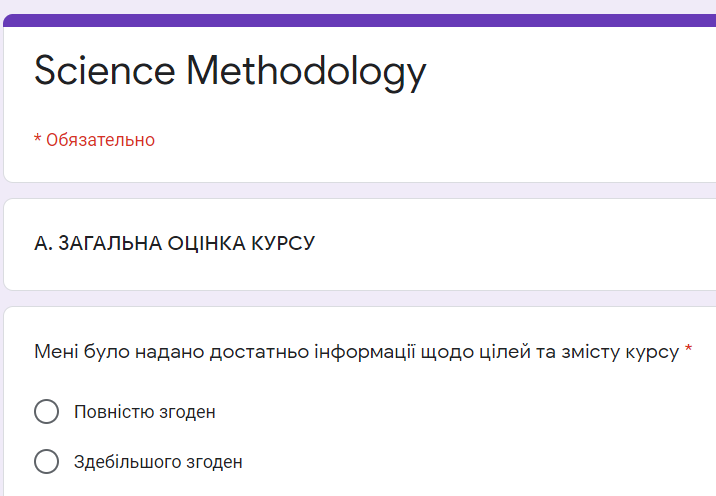 Science Methodology
* Обязательно
А. ЗАГАЛЬНА ОЦІНКА КУРСУ
Мені було надано достатньо інформації щодо цілей та змісту курсу *
Повністю згоден
Здебільшого згоден